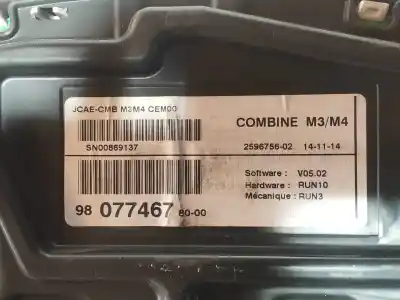 JCAE-CMB M3M4 CEM00
COMBINE M3/M4
SN00869137
2596756-02 14-11-14
Software : V05.02
Hardware : RUN10
Mécanique : RUN3
98 077467 80-00